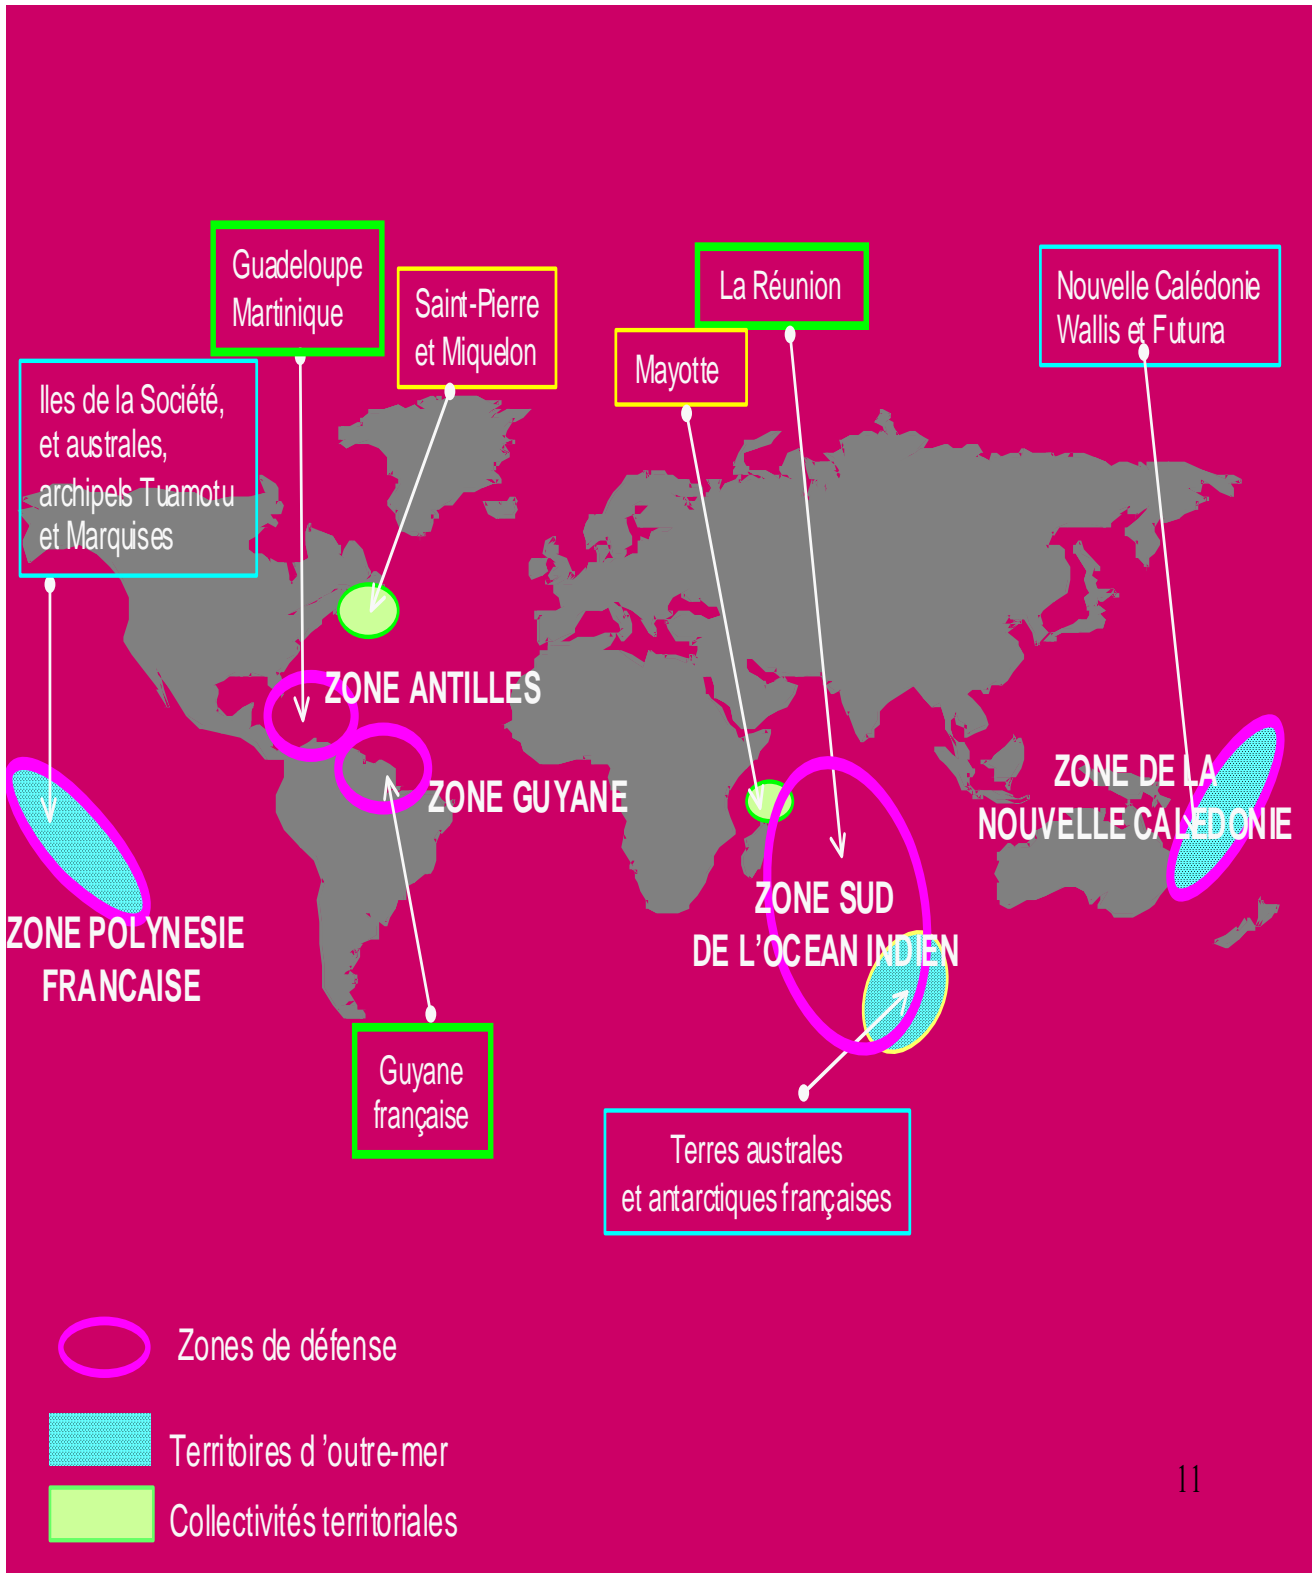 Guadeloupe
Martinique
Saint-Pierre
et Miquelon
La Réunion
Mayotte
Nouvelle Calédonie
Wallis et Futuna
Iles de la Société,
et australes,
archipels Tuamotu
et Marquises
ZONE ANTILLES
ZONE GUYANE
ZONE DE LA
NOUVELLE CALEDONIE
ZONE SUD
DE L'OCEAN INDIEN
ZONE POLYNESIE
FRANCAISE
Guyane
française
Terres australes
et antarctiques françaises
Zones de défense
Territoires d ’outre-mer
Collectivités territoriales
11